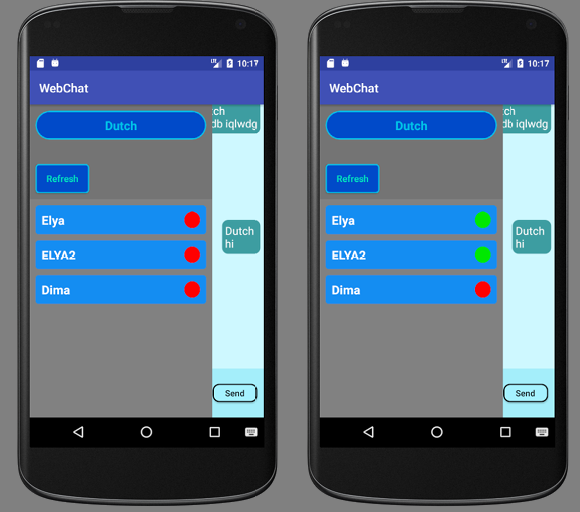 10:17
WebChat
Dutch
:ch
db iqlwdg
Refresh
Elya
ELYA2
Dima
Dutch
hi
Send
10:17
WebChat
Dutch
:ch
db iqlwdg
Refresh
Elya
ELYA2
Dima
Dutch
hi
Send